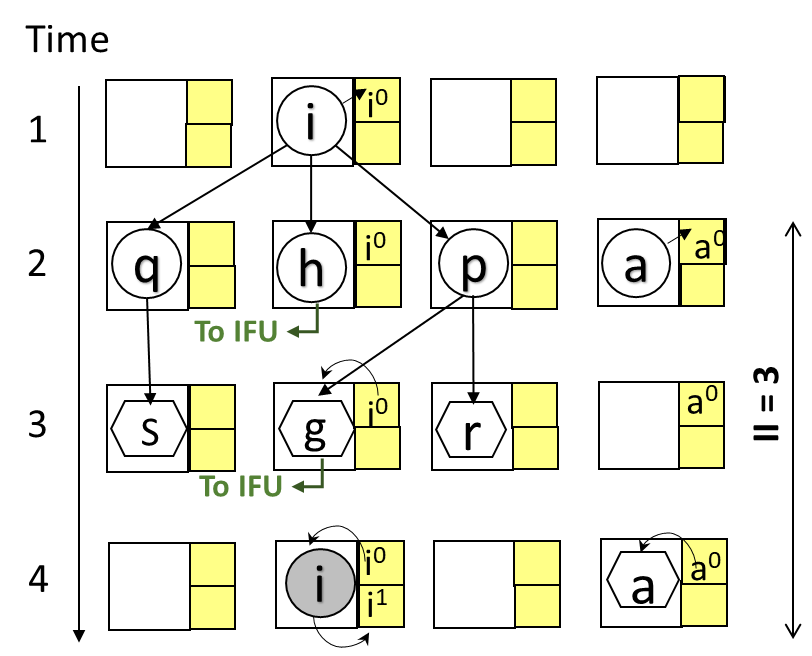 Time
1
i
i⁰
2
q
h
i⁰
p
a
a⁰
To IFU
II = 3
3
s
g
i⁰
r
a⁰
To IFU
4
i
i⁰
i¹
a
a⁰